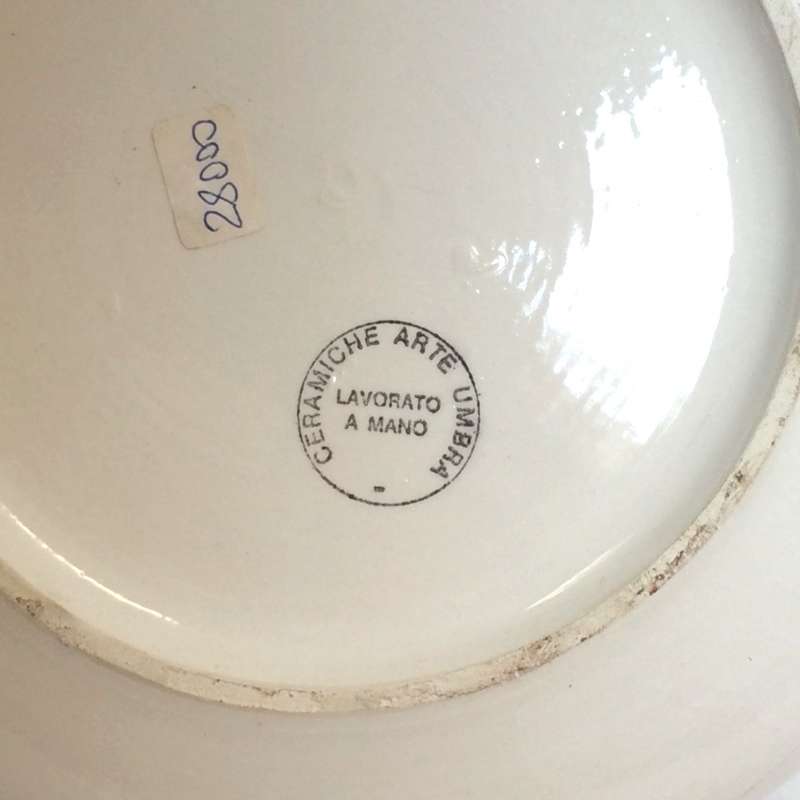 28000
CERAMICHE ARTE UMBRA
LAVORATO
A MANO